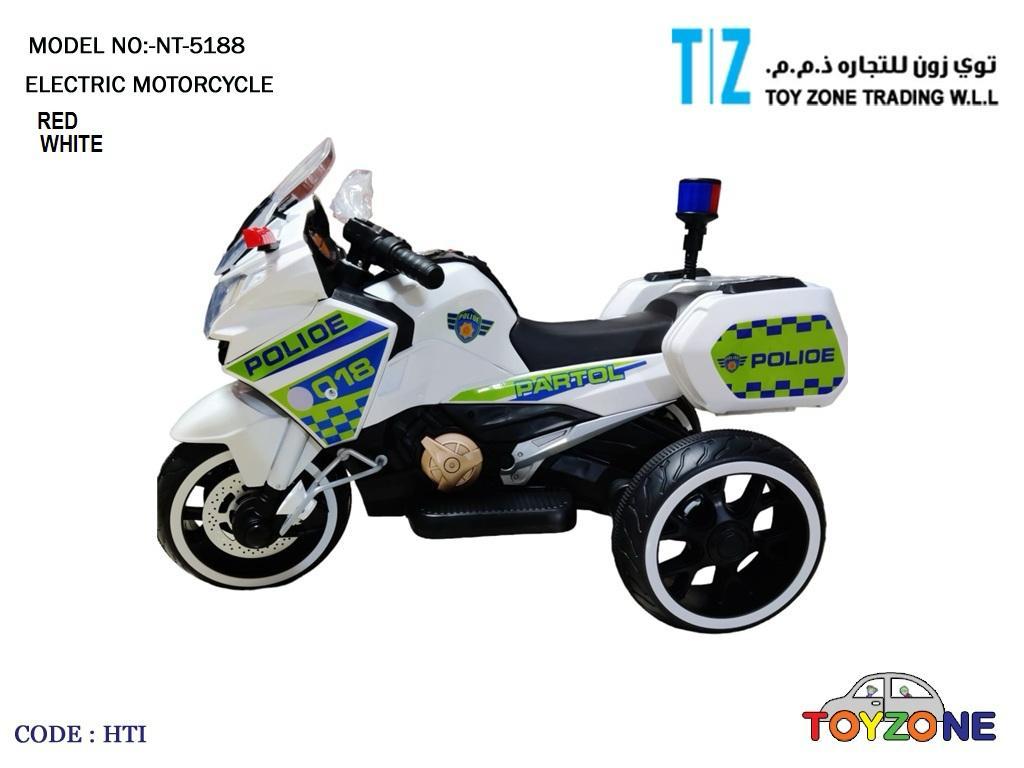 MODEL NO:-NT-5188
ELECTRIC MOTORCYCLE
RED
WHITE
TZ
توي زون للتجاره ذ.م.م.
TOY ZONE TRADING W.L.L
POLIOE
018
POLIOE
PARTOL
POLIOE
CODE : HTI
TOYZONE